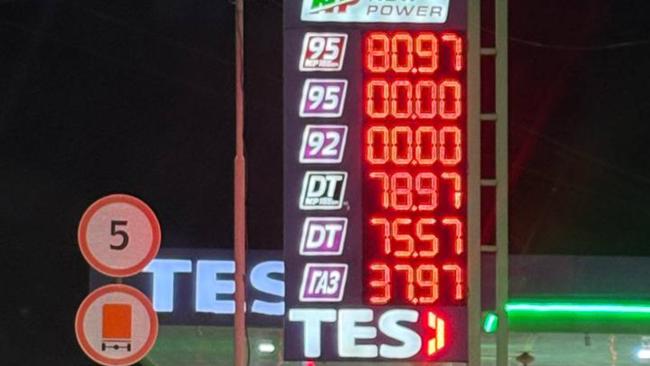 POWER
95 80.97
95 00.00
92 00.00
DT 78.97
DT 75.57
ГАЗ 37.97
TES
5
TES